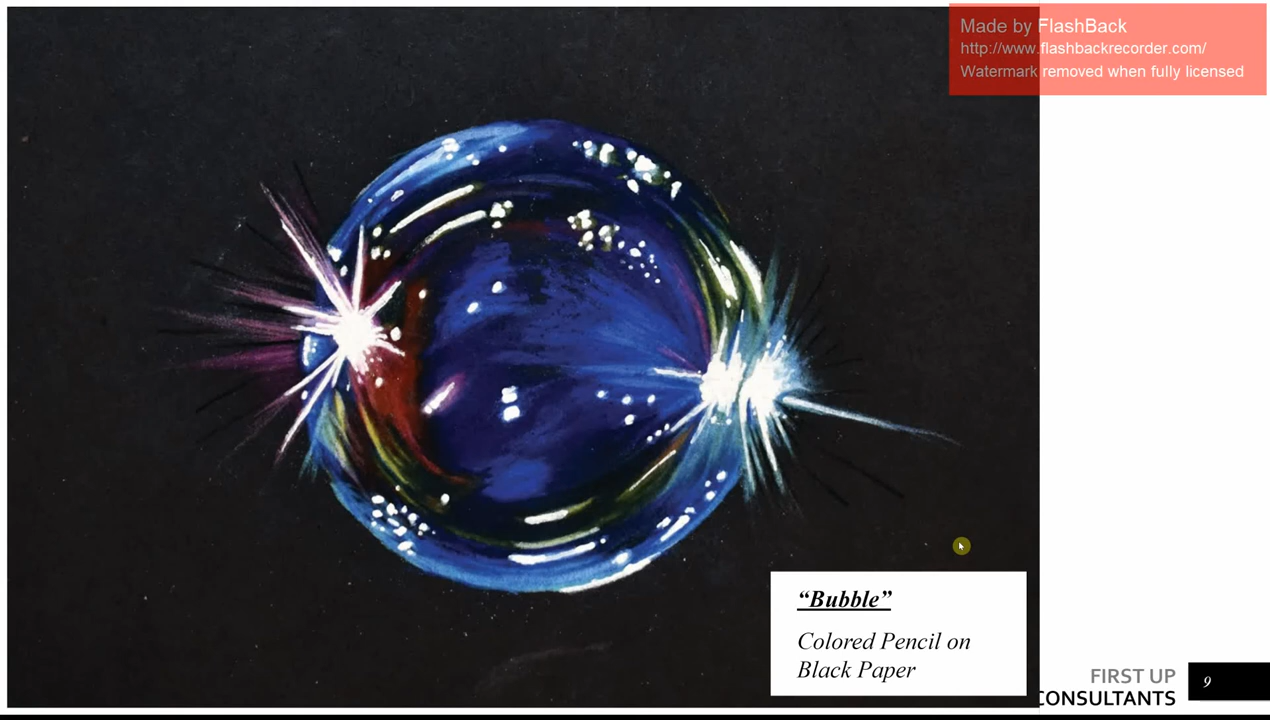 Made by FlashBack
http://www.flashbackrecorder.com/
Watermark removed when fully licensed
“Bubble”
Colored Pencil on
Black Paper
FIRST UP
CONSULTANTS
9